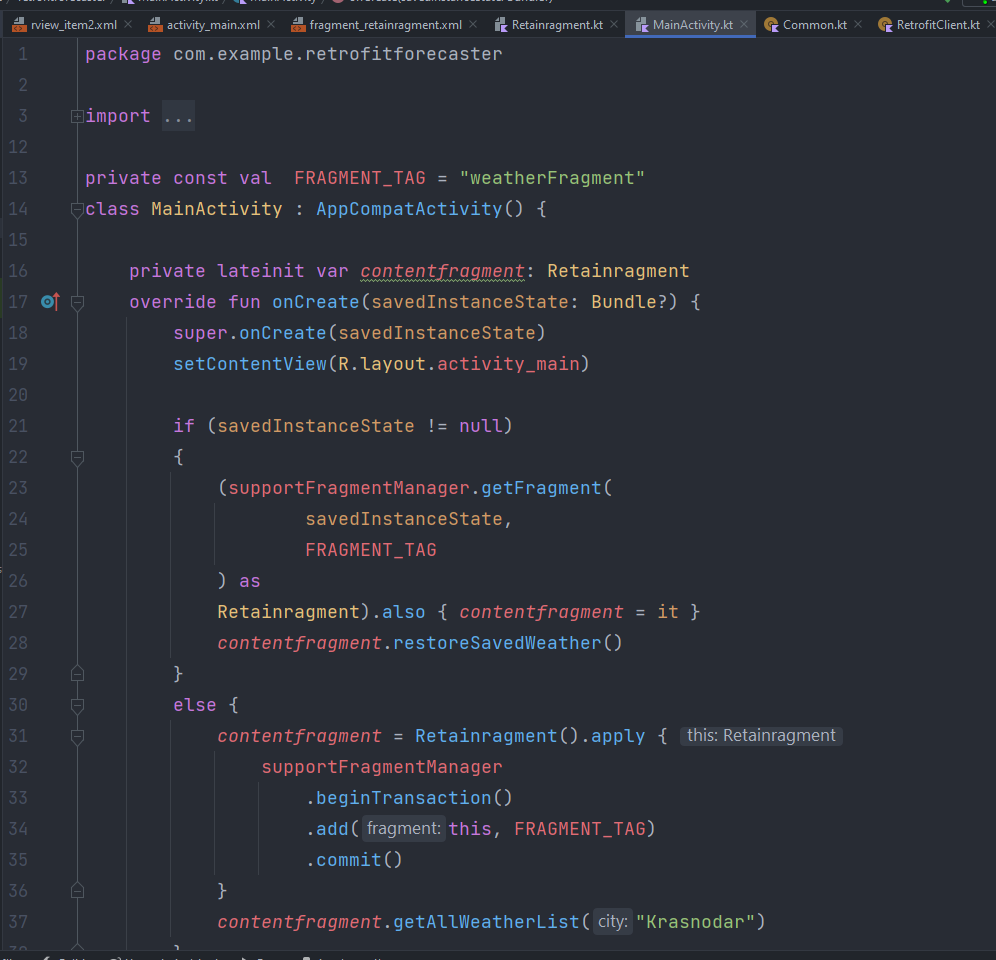 rview_item2.xml activity_main.xml fragment_retainragment.xml Retainragment.kt MainActivity.kt Common.kt RetrofitClient.kt
1 package com.example.retrofitforecaster
2
3 import ...
12
13 private const val  FRAGMENT_TAG = "weatherFragment"
14 class MainActivity : AppCompatActivity() {
15
16     private lateinit var contentfragment: Retainragment
17     override fun onCreate(savedInstanceState: Bundle?) {
18         super.onCreate(savedInstanceState)
19         setContentView(R.layout.activity_main)
20
21         if (savedInstanceState != null)
22         {
23             (supportFragmentManager.getFragment(
24                     savedInstanceState,
25                     FRAGMENT_TAG
26             ) as
27             Retainragment).also { contentfragment = it }
28             contentfragment.restoreSavedWeather()
29         }
30         else {
31             contentfragment = Retainragment().apply { this: Retainragment
32                 supportFragmentManager
33                     .beginTransaction()
34                     .add( fragment: this, FRAGMENT_TAG)
35                     .commit()
36             }
37             contentfragment.getAllWeatherList( city: "Krasnodar")